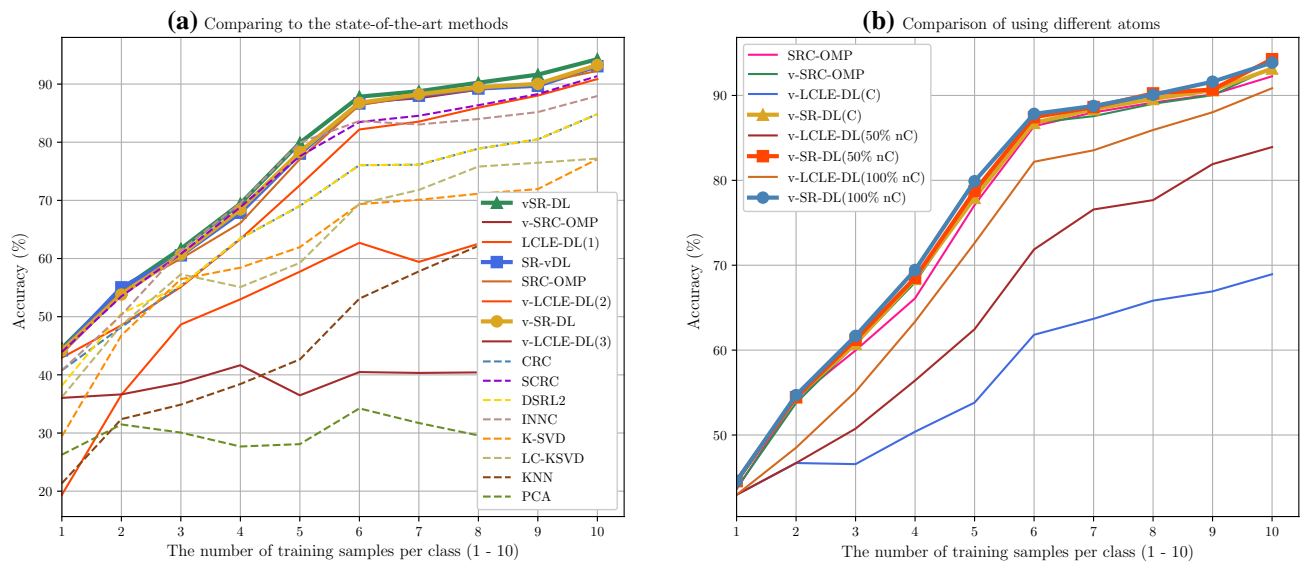 (a) Comparing to the state-of-the-art methods
Accuracy (%)
90
80
70
60
50
40
30
20
1 2 3 4 5 6 7 8 9 10
The number of training samples per class (1 - 10)
vSR-DL
v-SRC-OMP
LCLE-DL(1)
SR-vDL
SRC-OMP
v-LCLE-DL(2)
v-SR-DL
v-LCLE-DL(3)
CRC
SCRC
DSRL2
INNC
K-SVD
LC-KSVD
KNN
PCA
(b) Comparison of using different atoms
Accuracy (%)
90
80
70
60
50
1 2 3 4 5 6 7 8 9 10
The number of training samples per class (1 - 10)
SRC-OMP
v-SRC-OMP
v-LCLE-DL(C)
v-SR-DL(C)
v-LCLE-DL(50% nC)
v-SR-DL(50% nC)
v-LCLE-DL(100% nC)
v-SR-DL(100% nC)